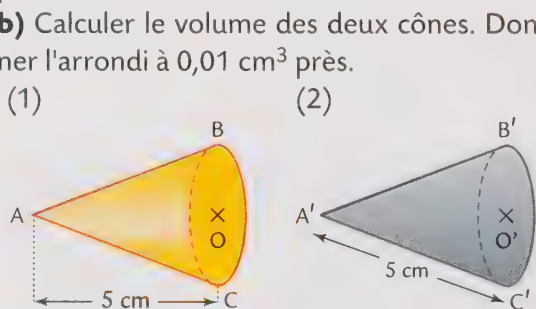 b) Calculer le volume des deux cônes. Don
ner l'arrondi à 0,01 cm³ près.
(1) (2)
B B'
A × A' ×
O O'
5 cm
5 cm C C'